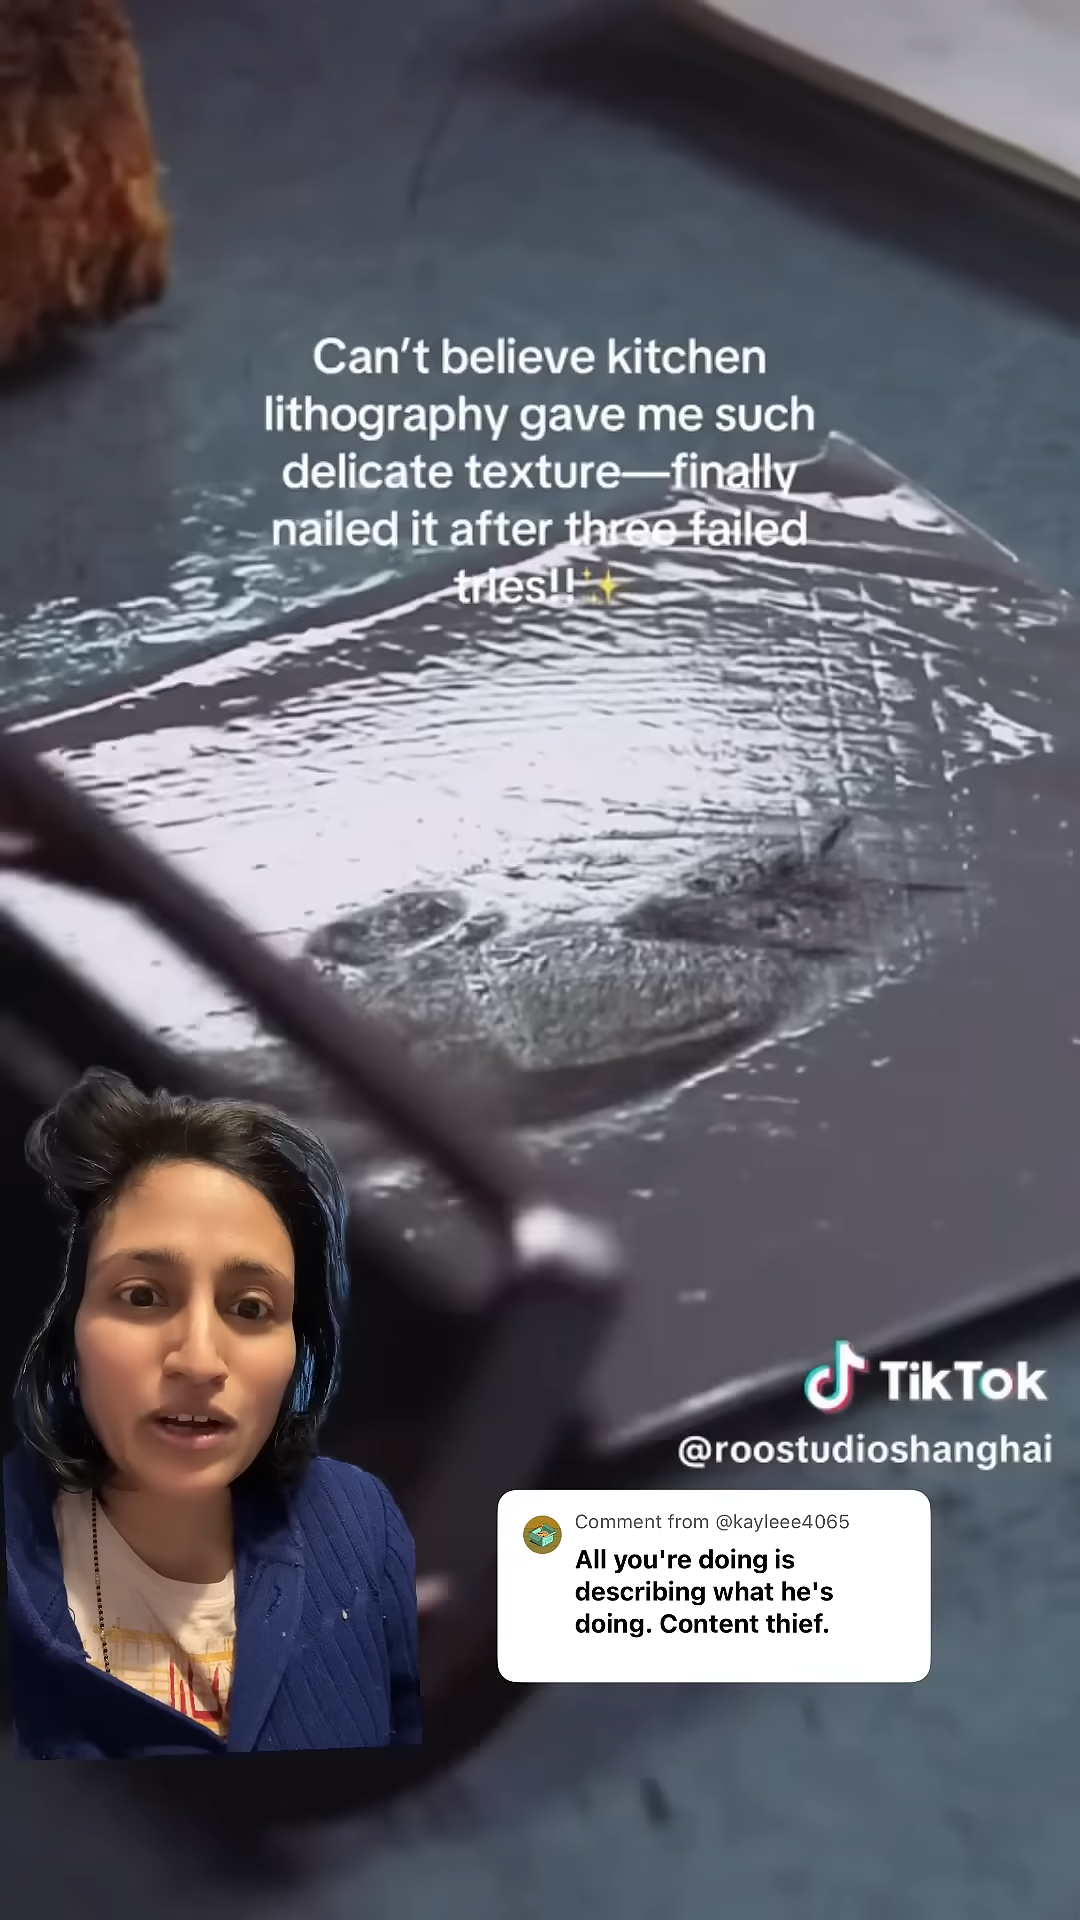 Can’t believe kitchen
lithography gave me such
delicate texture—finally
nailed it after three failed
tries!!✨
TikTok
@roostudioshanghai
Comment from @kayleee4065
All you're doing is
describing what he's
doing. Content thief.